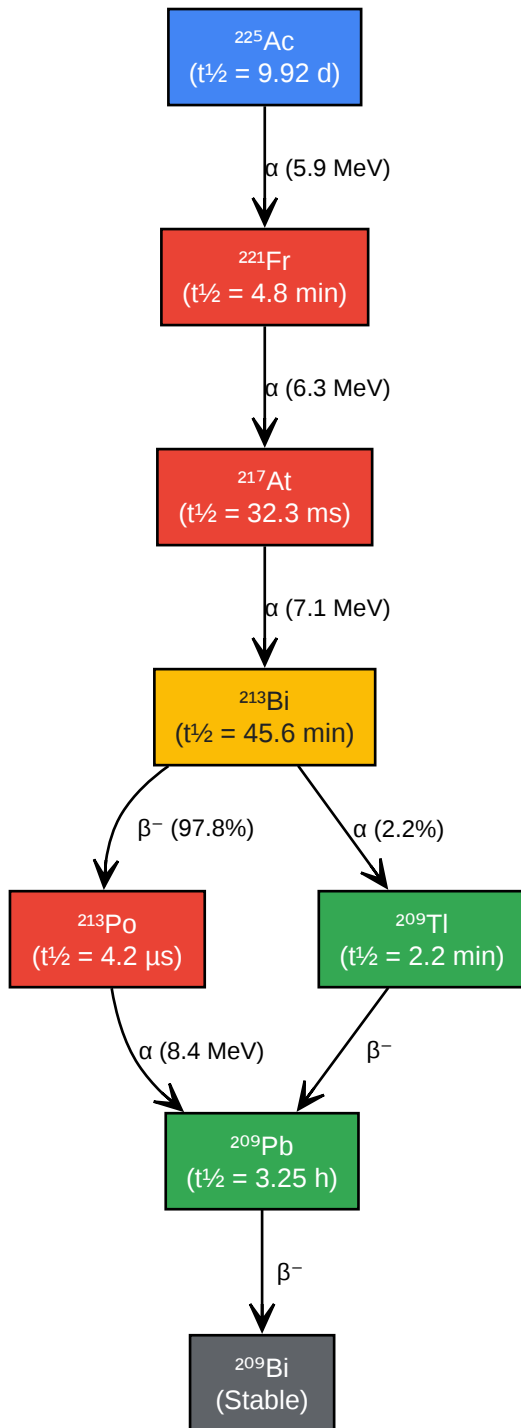 ²²⁵Ac
(t½ = 9.92 d)
α (5.9 MeV)
²²¹Fr
(t½ = 4.8 min)
α (6.3 MeV)
²¹⁷At
(t½ = 32.3 ms)
α (7.1 MeV)
²¹³Bi
(t½ = 45.6 min)
β⁻ (97.8%)
α (2.2%)
²¹³Po
(t½ = 4.2 µs)
²⁰⁹Tl
(t½ = 2.2 min)
α (8.4 MeV)
β⁻
²⁰⁹Pb
(t½ = 3.25 h)
β⁻
²⁰⁹Bi
(Stable)